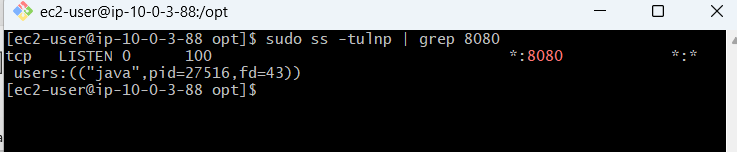 ec2-user@ip-10-0-3-88:/opt
[ec2-user@ip-10-0-3-88 opt]$ sudo ss -tulnp | grep 8080
tcp   LISTEN 0      100                                *:8080            *:*
 users:(("java",pid=27516,fd=43))
[ec2-user@ip-10-0-3-88 opt]$